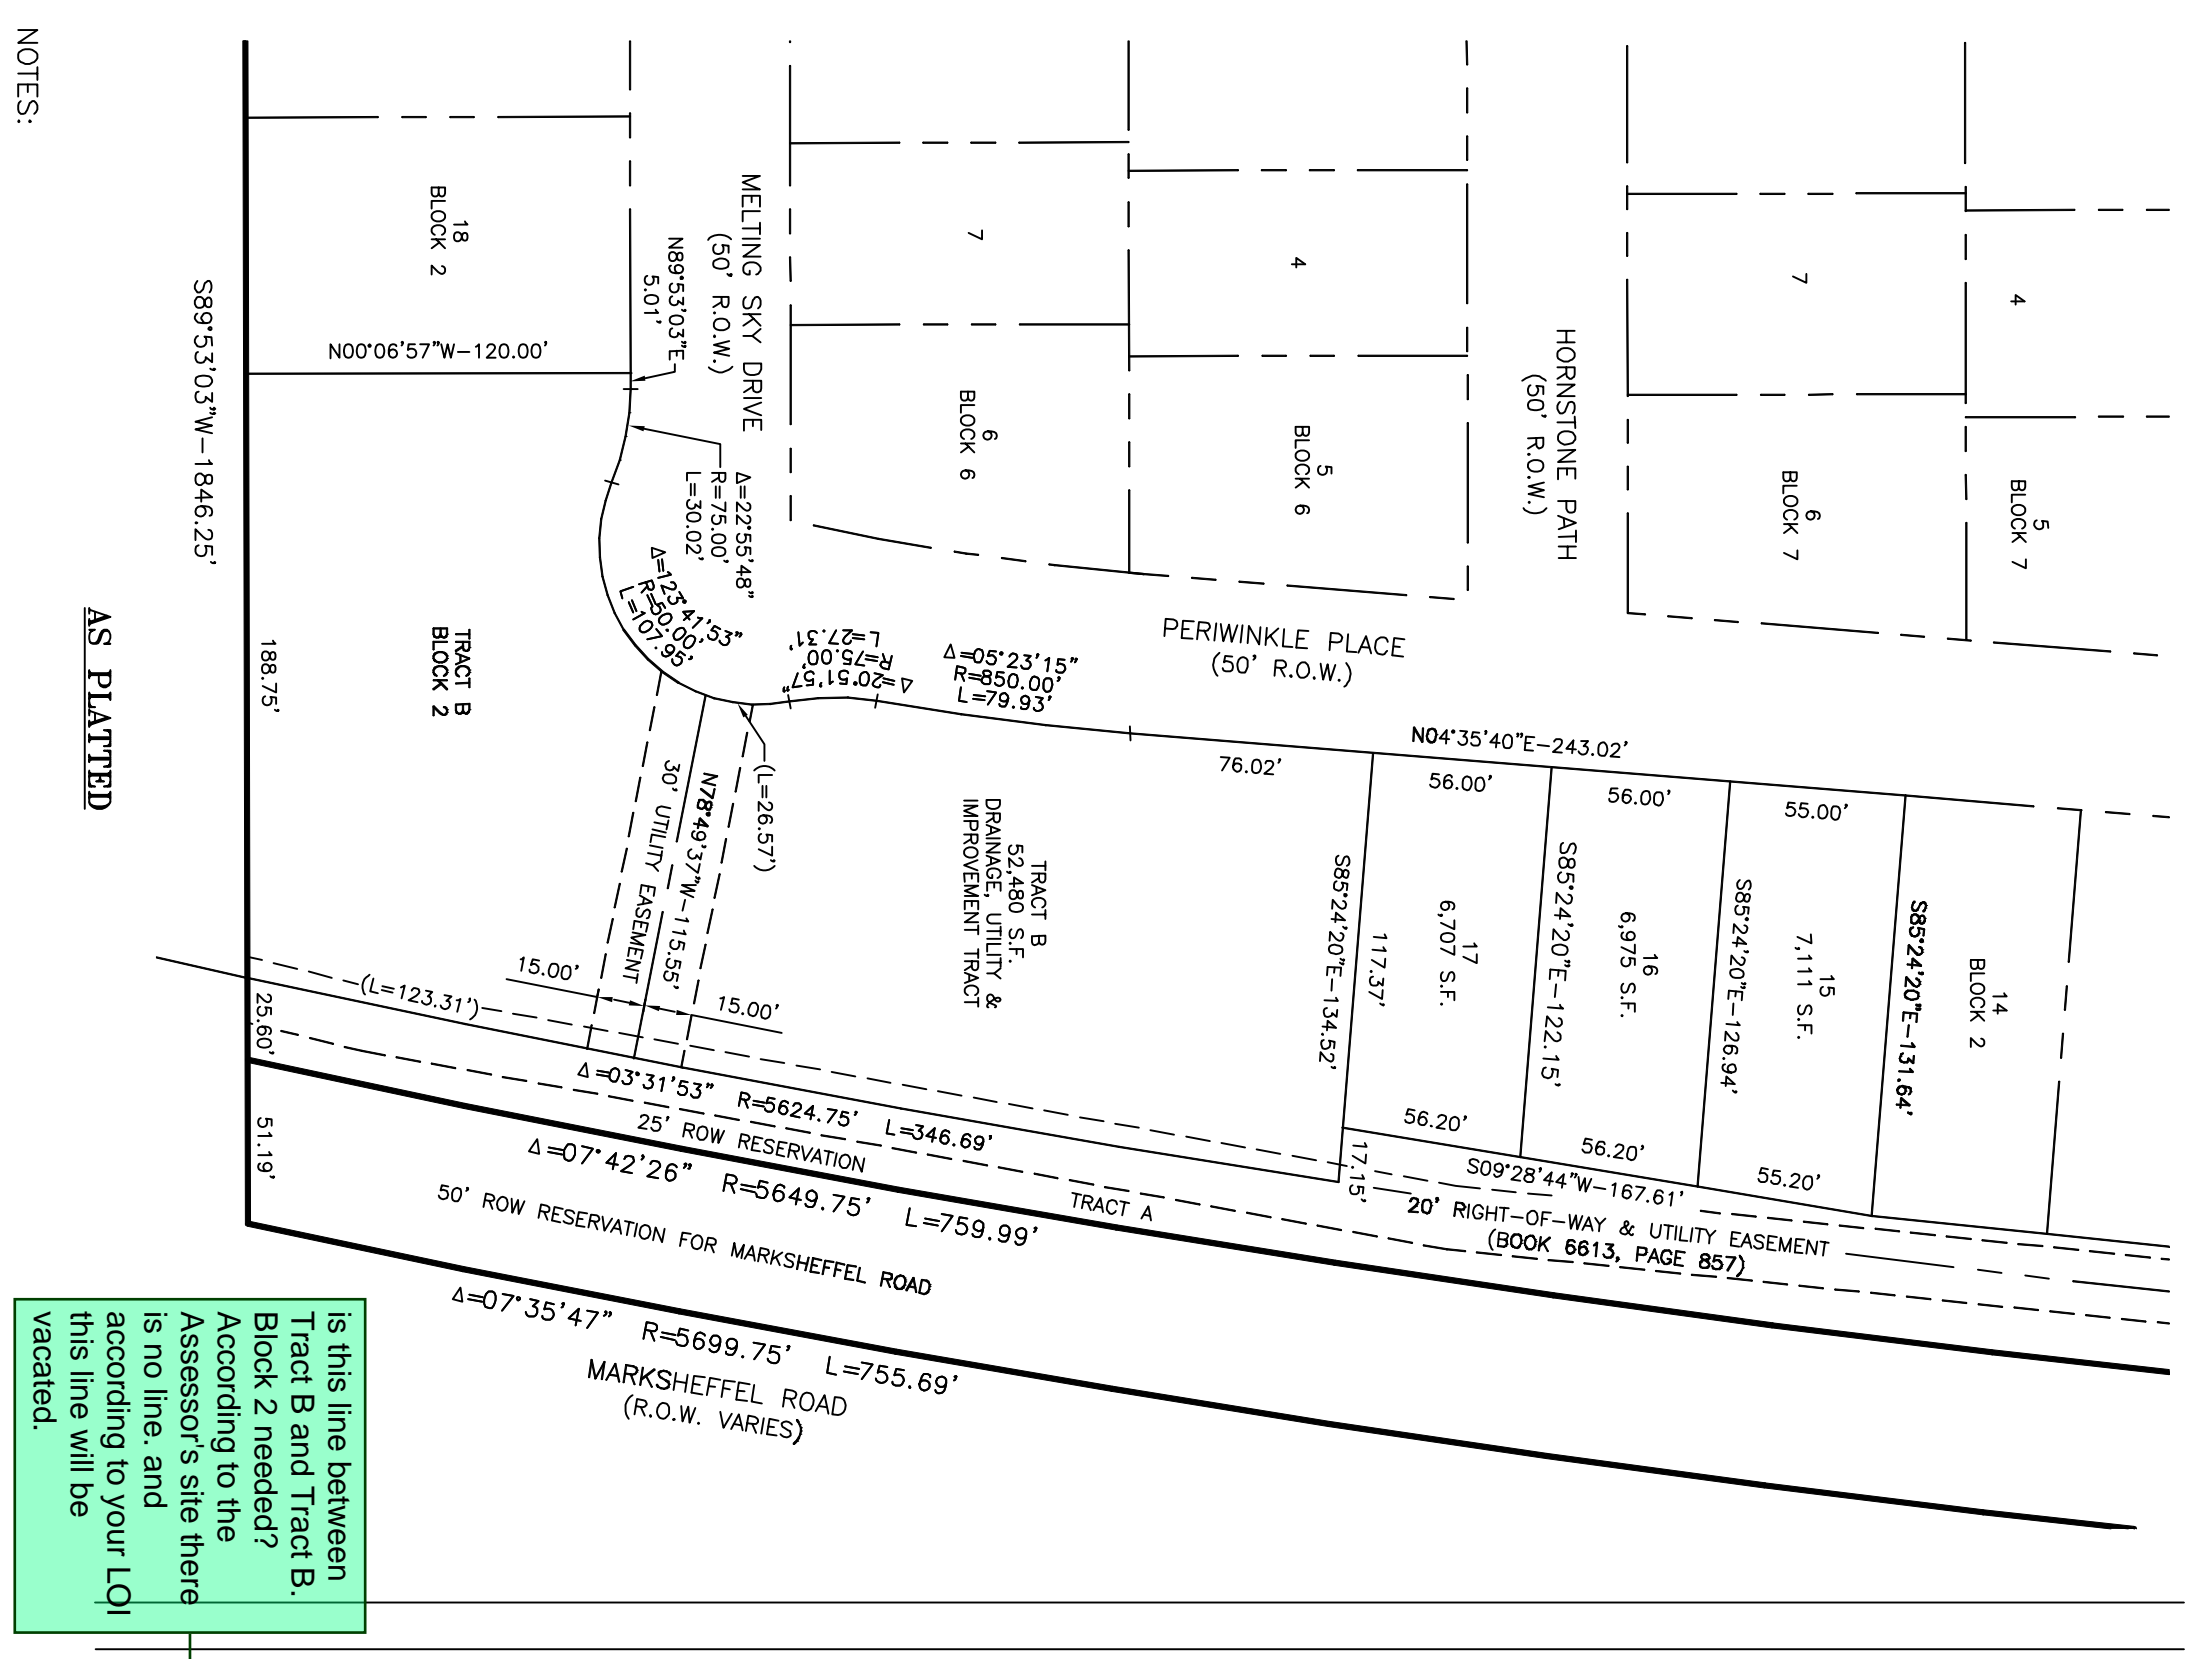 NOTES:
AS PLATTED
S89°53'03"W-1846.25'
188.75'
25.60'
51.19'
18
BLOCK 2
N00°06'57"W-120.00'
N89°53'03"E
5.01'
MELTING SKY DRIVE
(50' R.O.W.)
Δ=22°55'48"
R=75.00'
L=30.02'
Δ=123°41'53"
R=50.00'
L=107.95'
Δ=20°51'57"
R=75.00'
L=27.31'
Δ=05°23'15"
R=850.00'
L=79.93'
TRACT B
BLOCK 2
7
6
BLOCK 6
4
5
BLOCK 6
HORNSTONE PATH
(50' R.O.W.)
7
6
BLOCK 7
4
5
BLOCK 7
PERIWINKLE PLACE
(50' R.O.W.)
N04°35'40"E-243.02'
76.02'
56.00'
56.00'
55.00'
(L=26.57')
N78°49'37"W-115.55'
30' UTILITY EASEMENT
15.00'
15.00'
(L=123.31')
TRACT B
52,480 S.F.
DRAINAGE, UTILITY &
IMPROVEMENT TRACT
S85°24'20"E-134.52'
117.37'
17
6,707 S.F.
S85°24'20"E-122.15'
16
6,975 S.F.
S85°24'20"E-126.94'
15
7,111 S.F.
S85°24'20"E-131.64'
14
BLOCK 2
56.20'
56.20'
55.20'
17.15'
S09°28'44"W-167.61'
20' RIGHT-OF-WAY & UTILITY EASEMENT
(BOOK 6613, PAGE 857)
Δ=03°31'53" R=5624.75' L=346.69'
25' ROW RESERVATION
TRACT A
Δ=07°42'26" R=5649.75' L=759.99'
50' ROW RESERVATION FOR MARKSHEFFEL ROAD
Δ=07°35'47" R=5699.75' L=755.69'
MARKSHEFFEL ROAD
(R.O.W. VARIES)
is this line between
Tract B and Tract B.
Block 2 needed?
According to the
Assessor's site there
is no line. and
according to your LOI
this line will be
vacated.